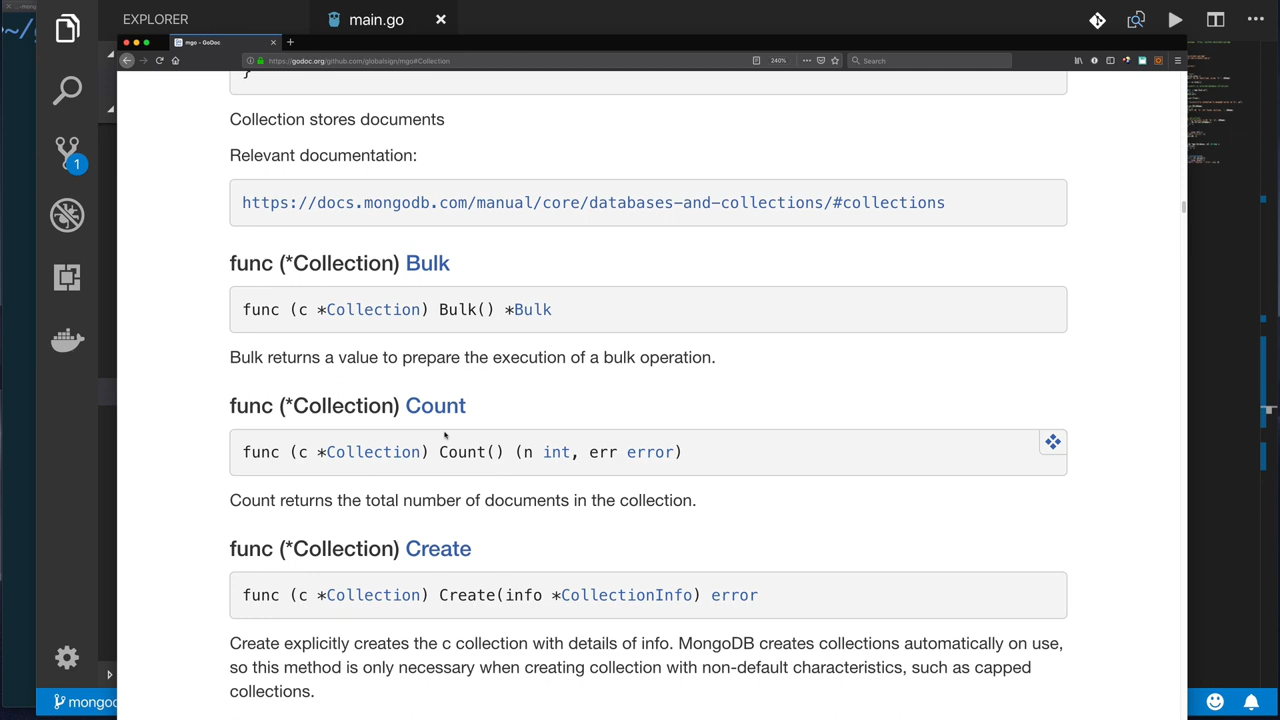 EXPLORER
main.go
mgo - GoDoc
https://godoc.org/github.com/globalsign/mgo#Collection
240%
Search
}
Collection stores documents
Relevant documentation:
https://docs.mongodb.com/manual/core/databases-and-collections/#collections
func (*Collection) Bulk
func (c *Collection) Bulk() *Bulk
Bulk returns a value to prepare the execution of a bulk operation.
func (*Collection) Count
func (c *Collection) Count() (n int, err error)
Count returns the total number of documents in the collection.
func (*Collection) Create
func (c *Collection) Create(info *CollectionInfo) error
Create explicitly creates the c collection with details of info. MongoDB creates collections automatically on use,
so this method is only necessary when creating collection with non-default characteristics, such as capped
collections.
1
mongoc